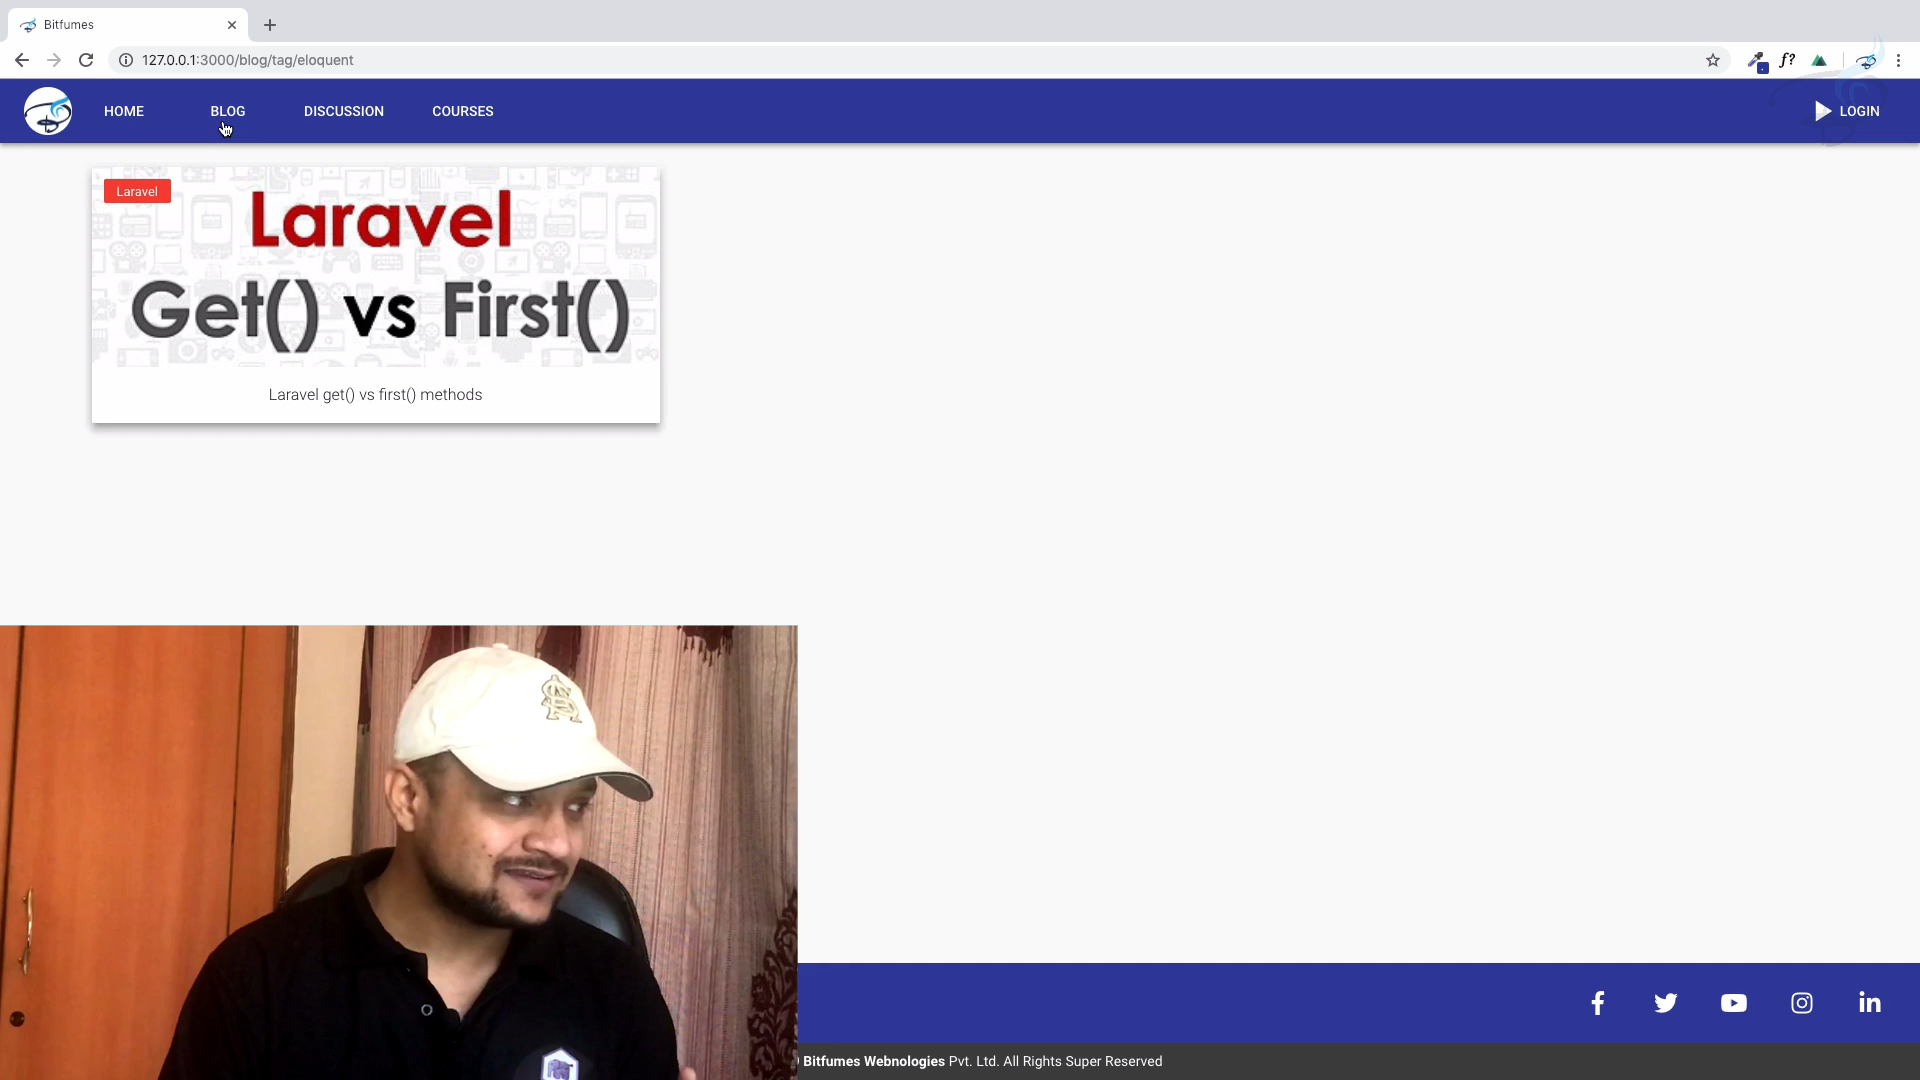 Bitfumes
127.0.0.1:3000/blog/tag/eloquent
f?
HOME BLOG DISCUSSION COURSES LOGIN
Laravel
Laravel
Get() vs First()
Laravel get() vs first() methods
Bitfumes Webnologies Pvt. Ltd. All Rights Super Reserved